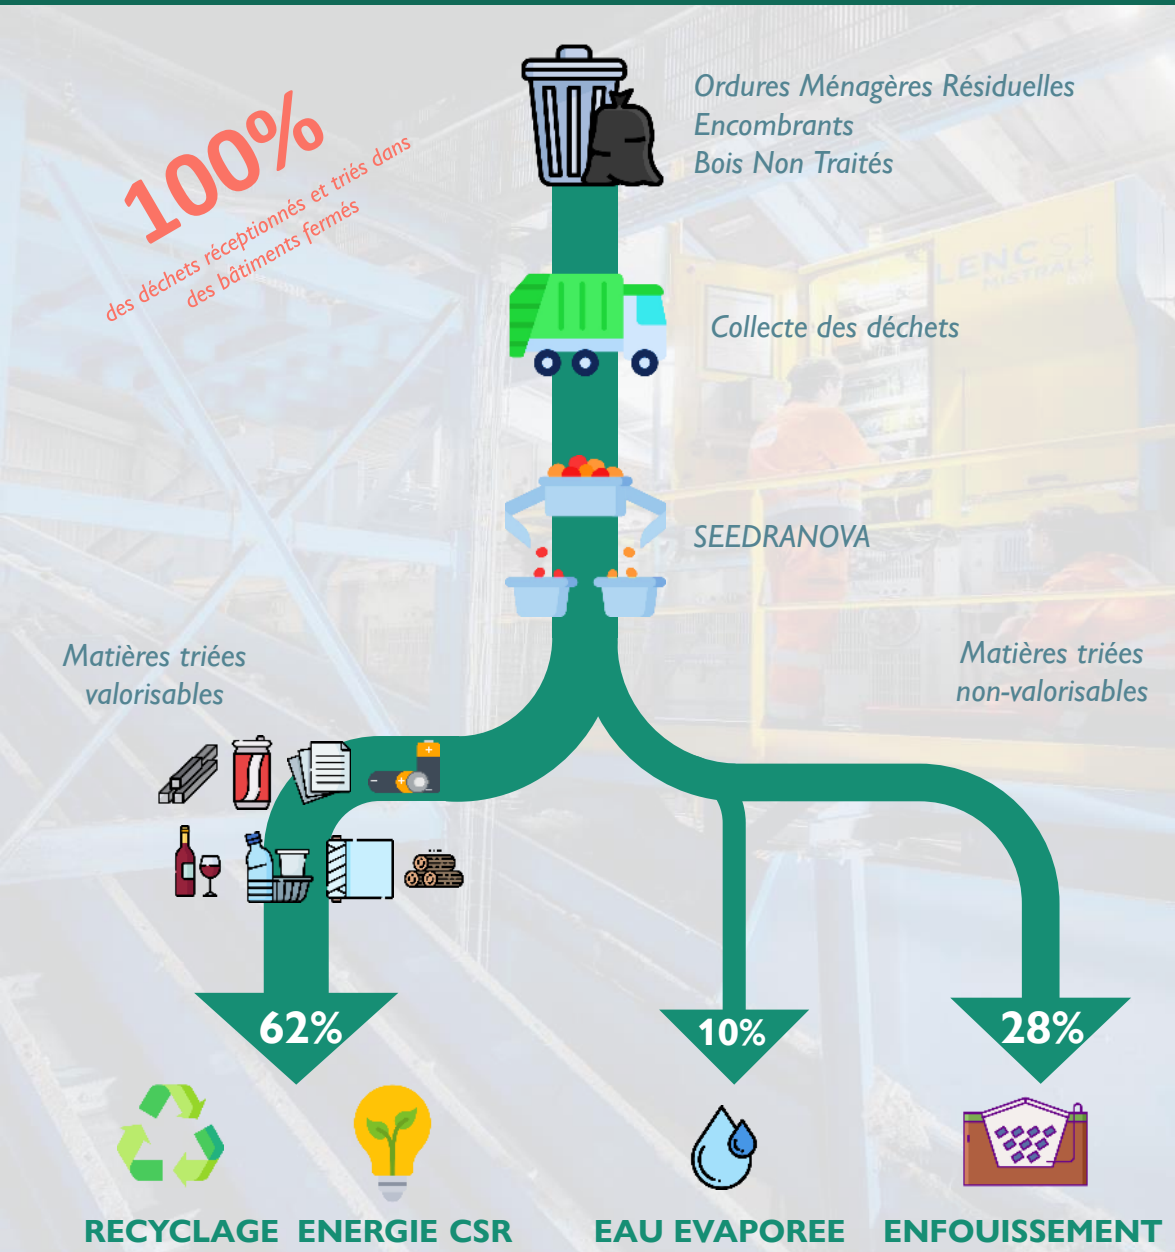 100%
des déchets réceptionnés et triés dans
des bâtiments fermés
Ordures Ménagères Résiduelles
Encombrants
Bois Non Traités
Collecte des déchets
SEEDRANOVA
Matières triées
valorisables
Matières triées
non-valorisables
62%
10%
28%
RECYCLAGE ENERGIE CSR
EAU EVAPOREE
ENFOUISSEMENT
MISTRAL+